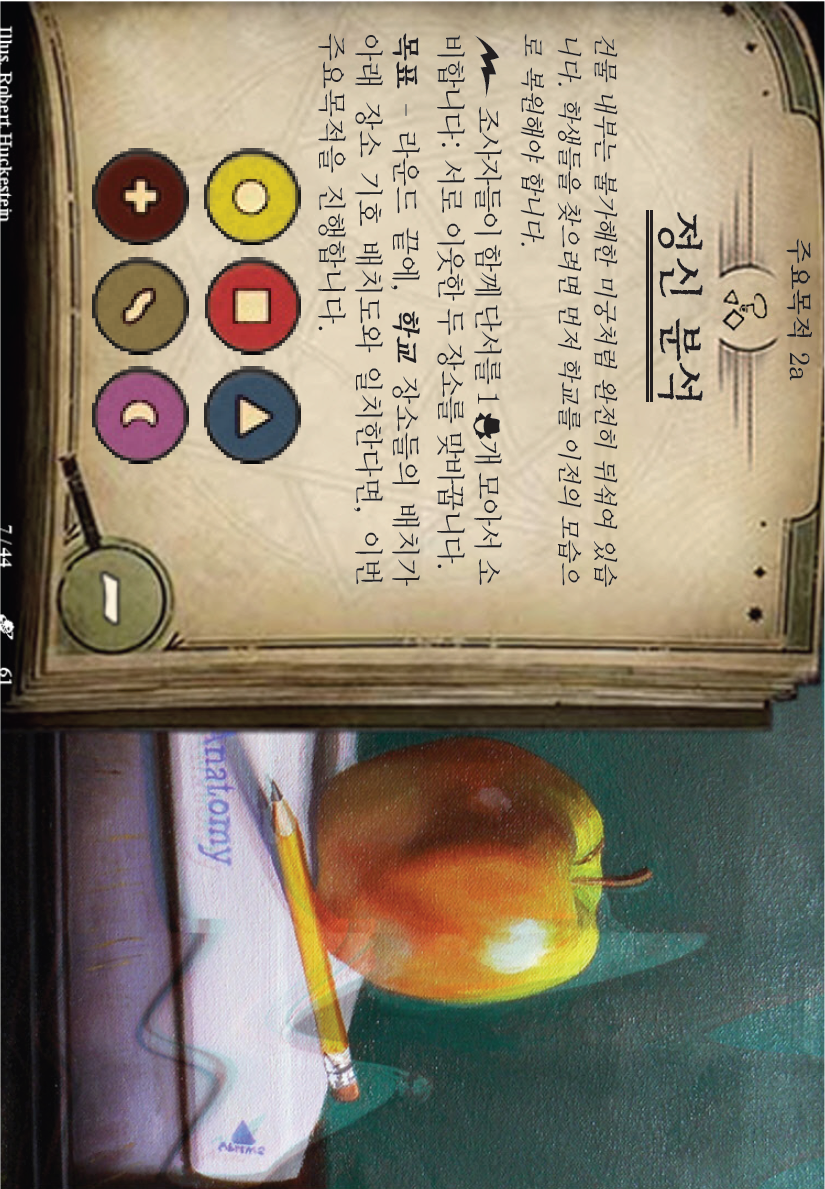 주요목적 2a
정신 분석
건물 내부는 불가해한 미궁처럼 완전히 뒤섞여 있습
니다. 학생들을 찾으려면 먼저 학교를 이전의 모습으
로 복원해야 합니다.
조사자들이 함께 단서를 1개 모아서 소
비합니다: 서로 이웃한 두 장소를 맞바꿉니다.
목표 - 라운드 끝에, 학교 장소들의 배치가
아래 장소 기호 배치도와 일치한다면, 이번
주요목적을 진행합니다.
Anatomy
Illus. Robert Huckestein
7/44
61